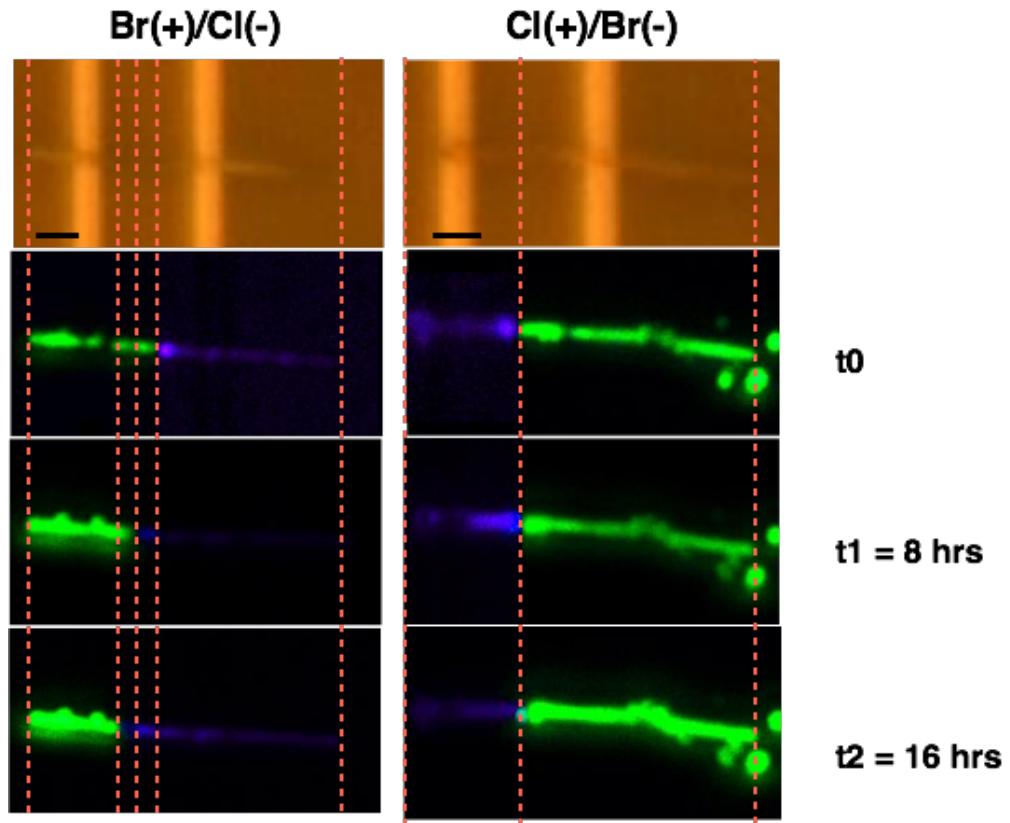 Br(+)/Cl(-)
Cl(+)/Br(-)
t0
t1 = 8 hrs
t2 = 16 hrs